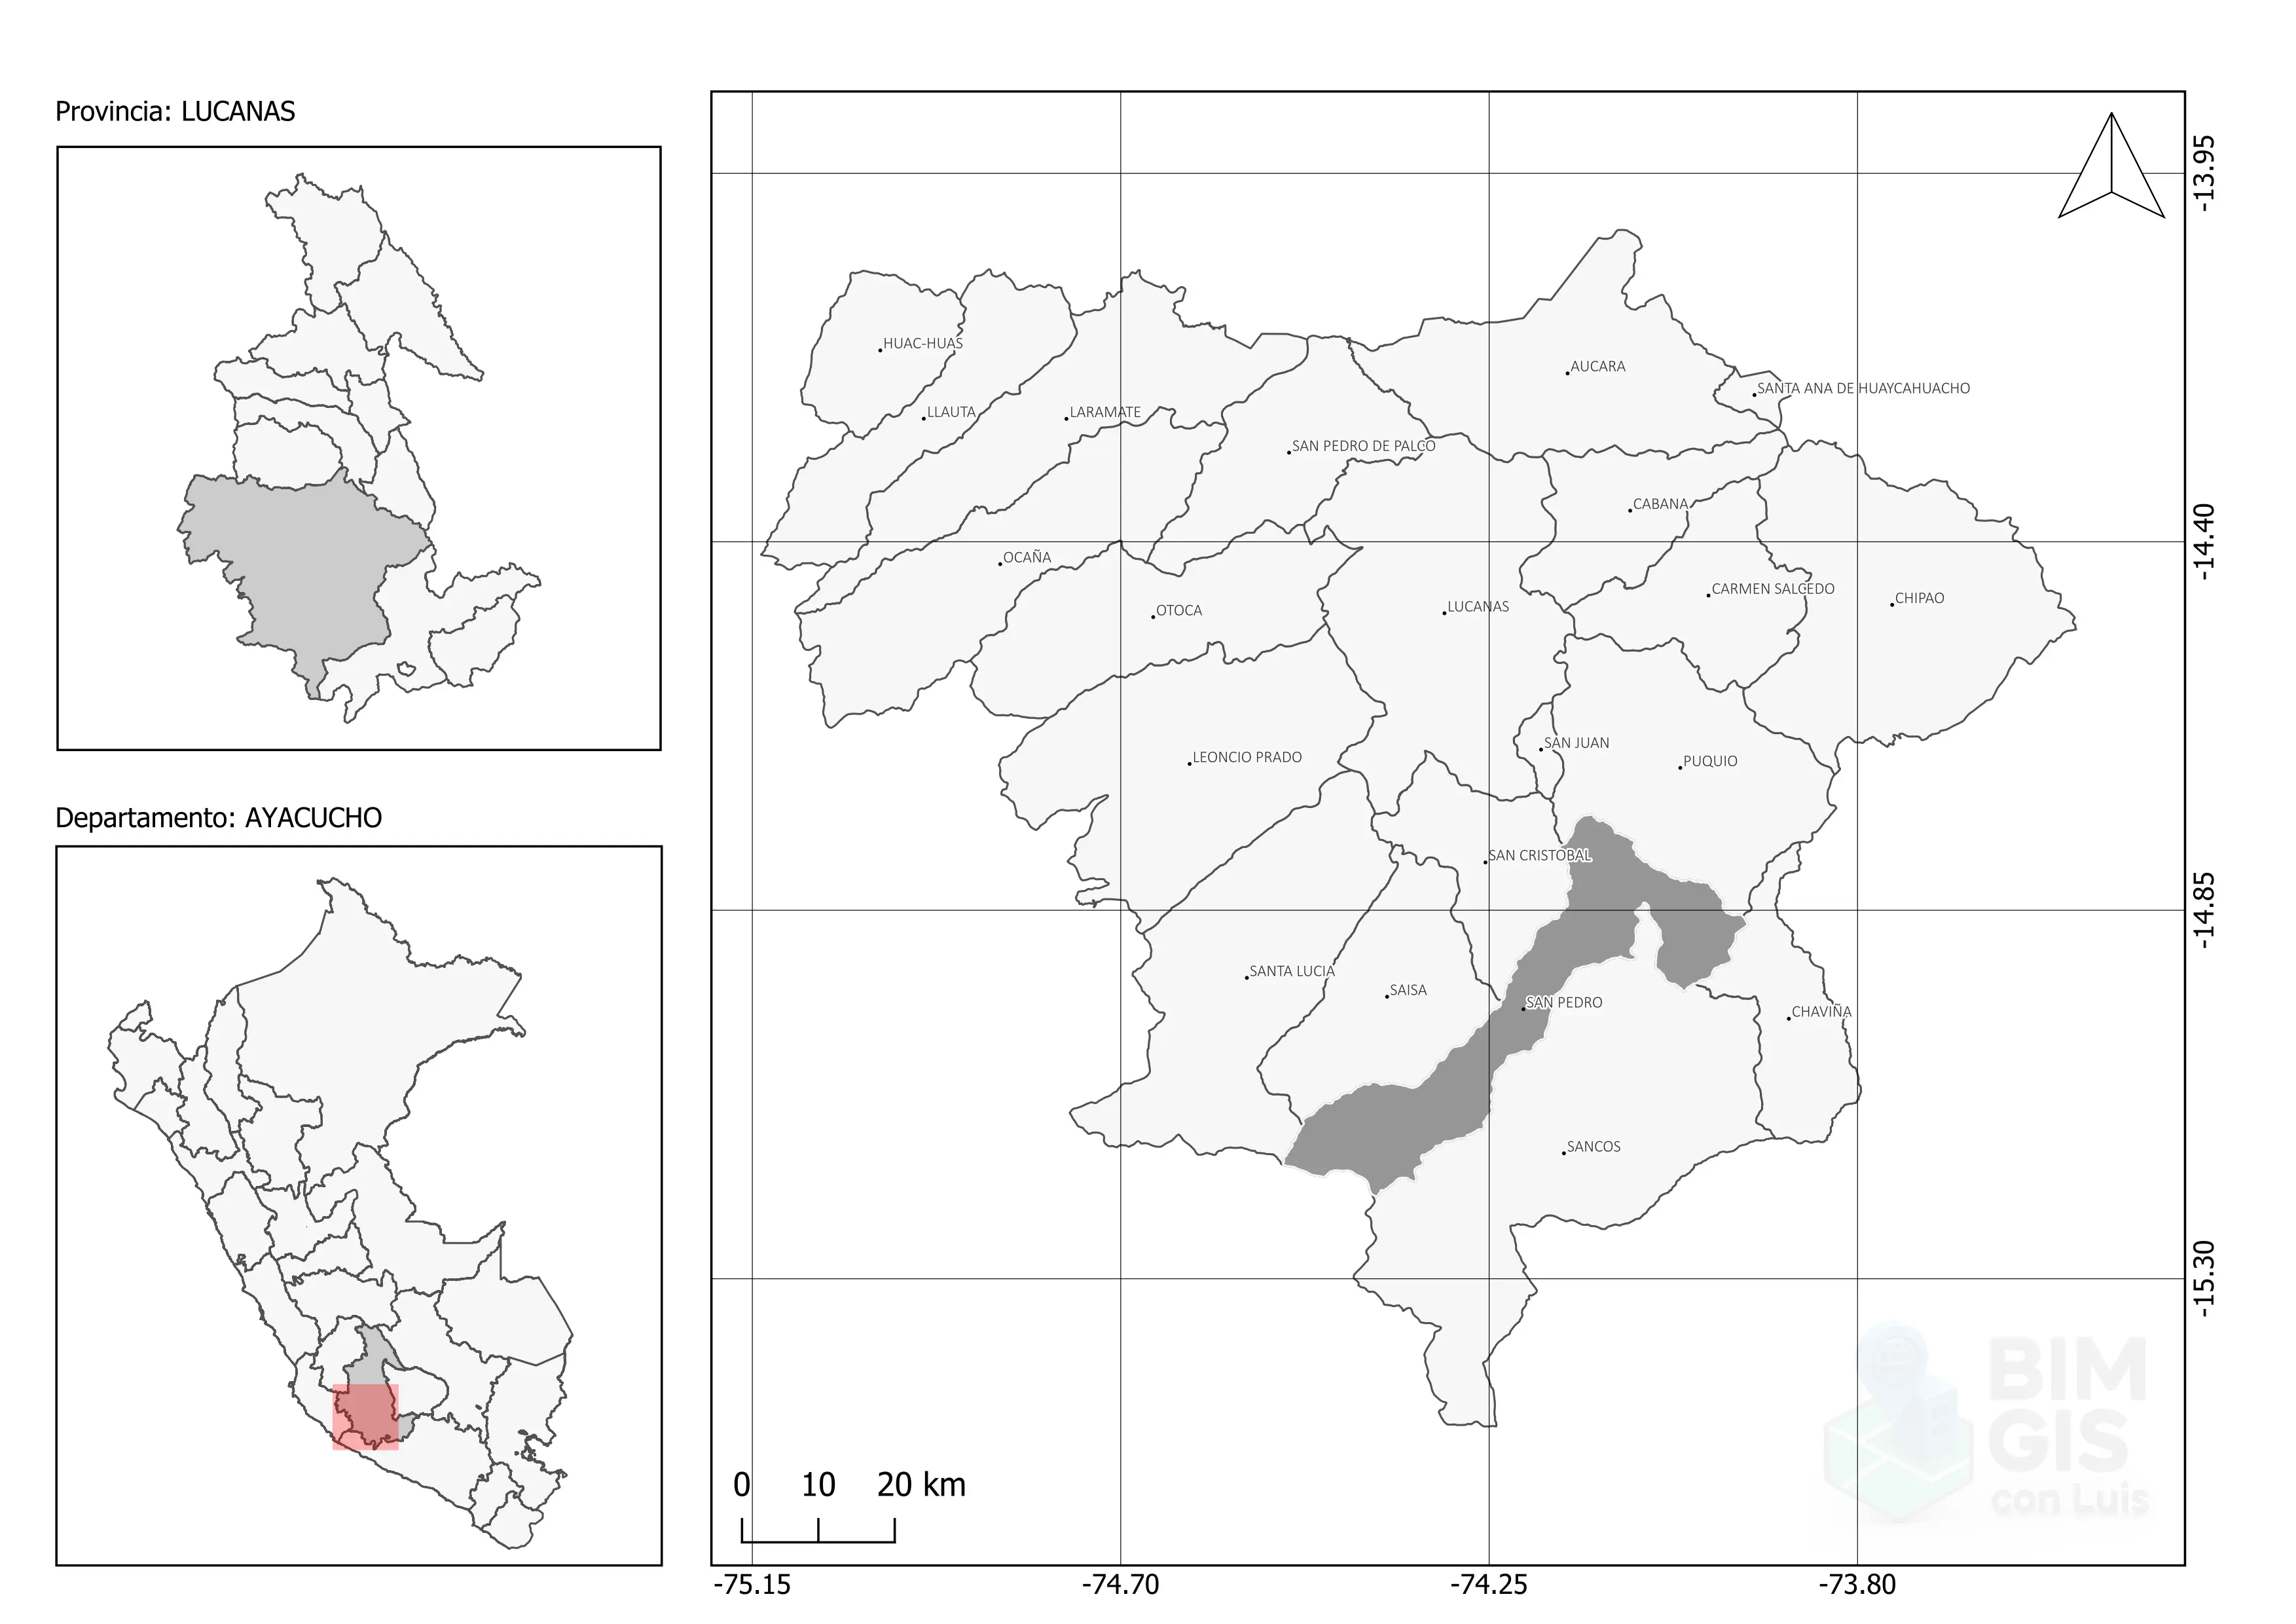 Provincia: LUCANAS
Departamento: AYACUCHO
HUAC-HUAS
AUCARA
SANTA ANA DE HUAYCAHUACHO
LLAUTA
LARAMATE
SAN PEDRO DE PALCO
CABANA
OCAÑA
CARMEN SALCEDO
CHIPAO
OTOCA
LUCANAS
SAN JUAN
LEONCIO PRADO
PUQUIO
SAN CRISTOBAL
SANTA LUCIA
SAISA
SAN PEDRO
CHAVIÑA
SANCOS
-13.95
-14.40
-14.85
-15.30
0 10 20 km
-75.15 -74.70 -74.25 -73.80
BIM
GIS
con Luis